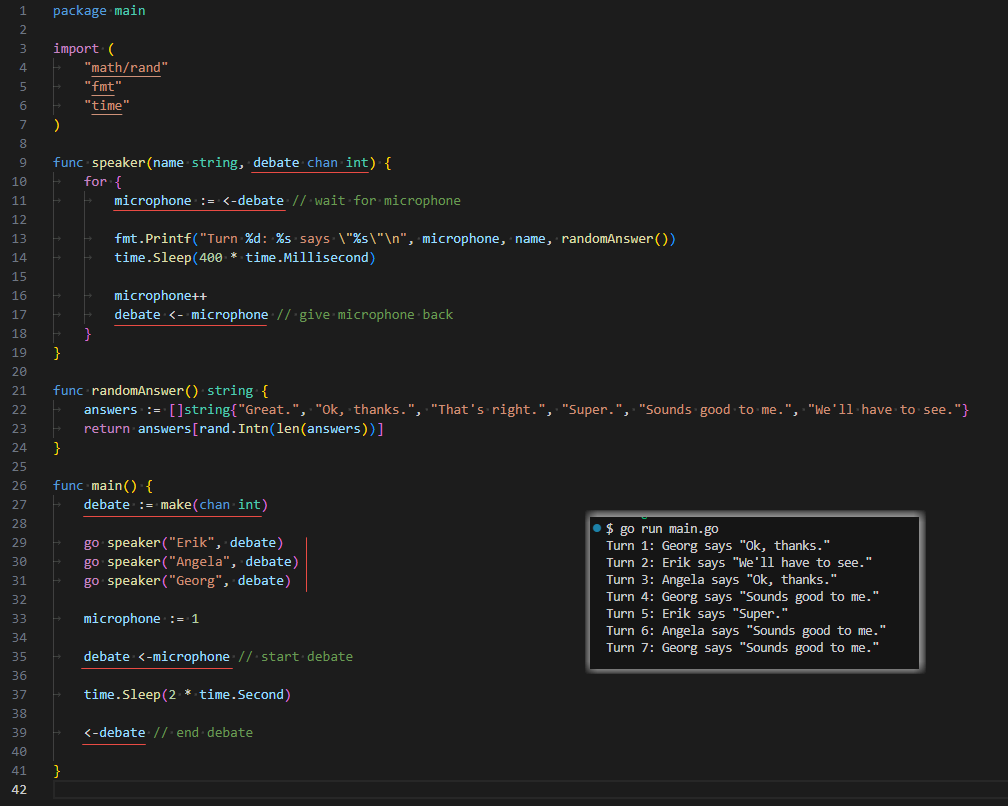 1 package main
2
3 import (
4 "math/rand"
5 "fmt"
6 "time"
7 )
8
9 func speaker(name string, debate chan int) {
10 for {
11 microphone := <-debate // wait for microphone
12
13 fmt.Printf("Turn %d: %s says \"%s\"\n", microphone, name, randomAnswer())
14 time.Sleep(400 * time.Millisecond)
15
16 microphone++
17 debate <- microphone // give microphone back
18 }
19 }
20
21 func randomAnswer() string {
22 answers := []string{"Great.", "Ok, thanks.", "That's right.", "Super.", "Sounds good to me.", "We'll have to see."}
23 return answers[rand.Intn(len(answers))]
24 }
25
26 func main() {
27 debate := make(chan int)
28
29 go speaker("Erik", debate)
30 go speaker("Angela", debate)
31 go speaker("Georg", debate)
32
33 microphone := 1
34
35 debate <-microphone // start debate
36
37 time.Sleep(2 * time.Second)
38
39 <-debate // end debate
40
41 }
42
$ go run main.go
Turn 1: Georg says "Ok, thanks."
Turn 2: Erik says "We'll have to see."
Turn 3: Angela says "Ok, thanks."
Turn 4: Georg says "Sounds good to me."
Turn 5: Erik says "Super."
Turn 6: Angela says "Sounds good to me."
Turn 7: Georg says "Sounds good to me."